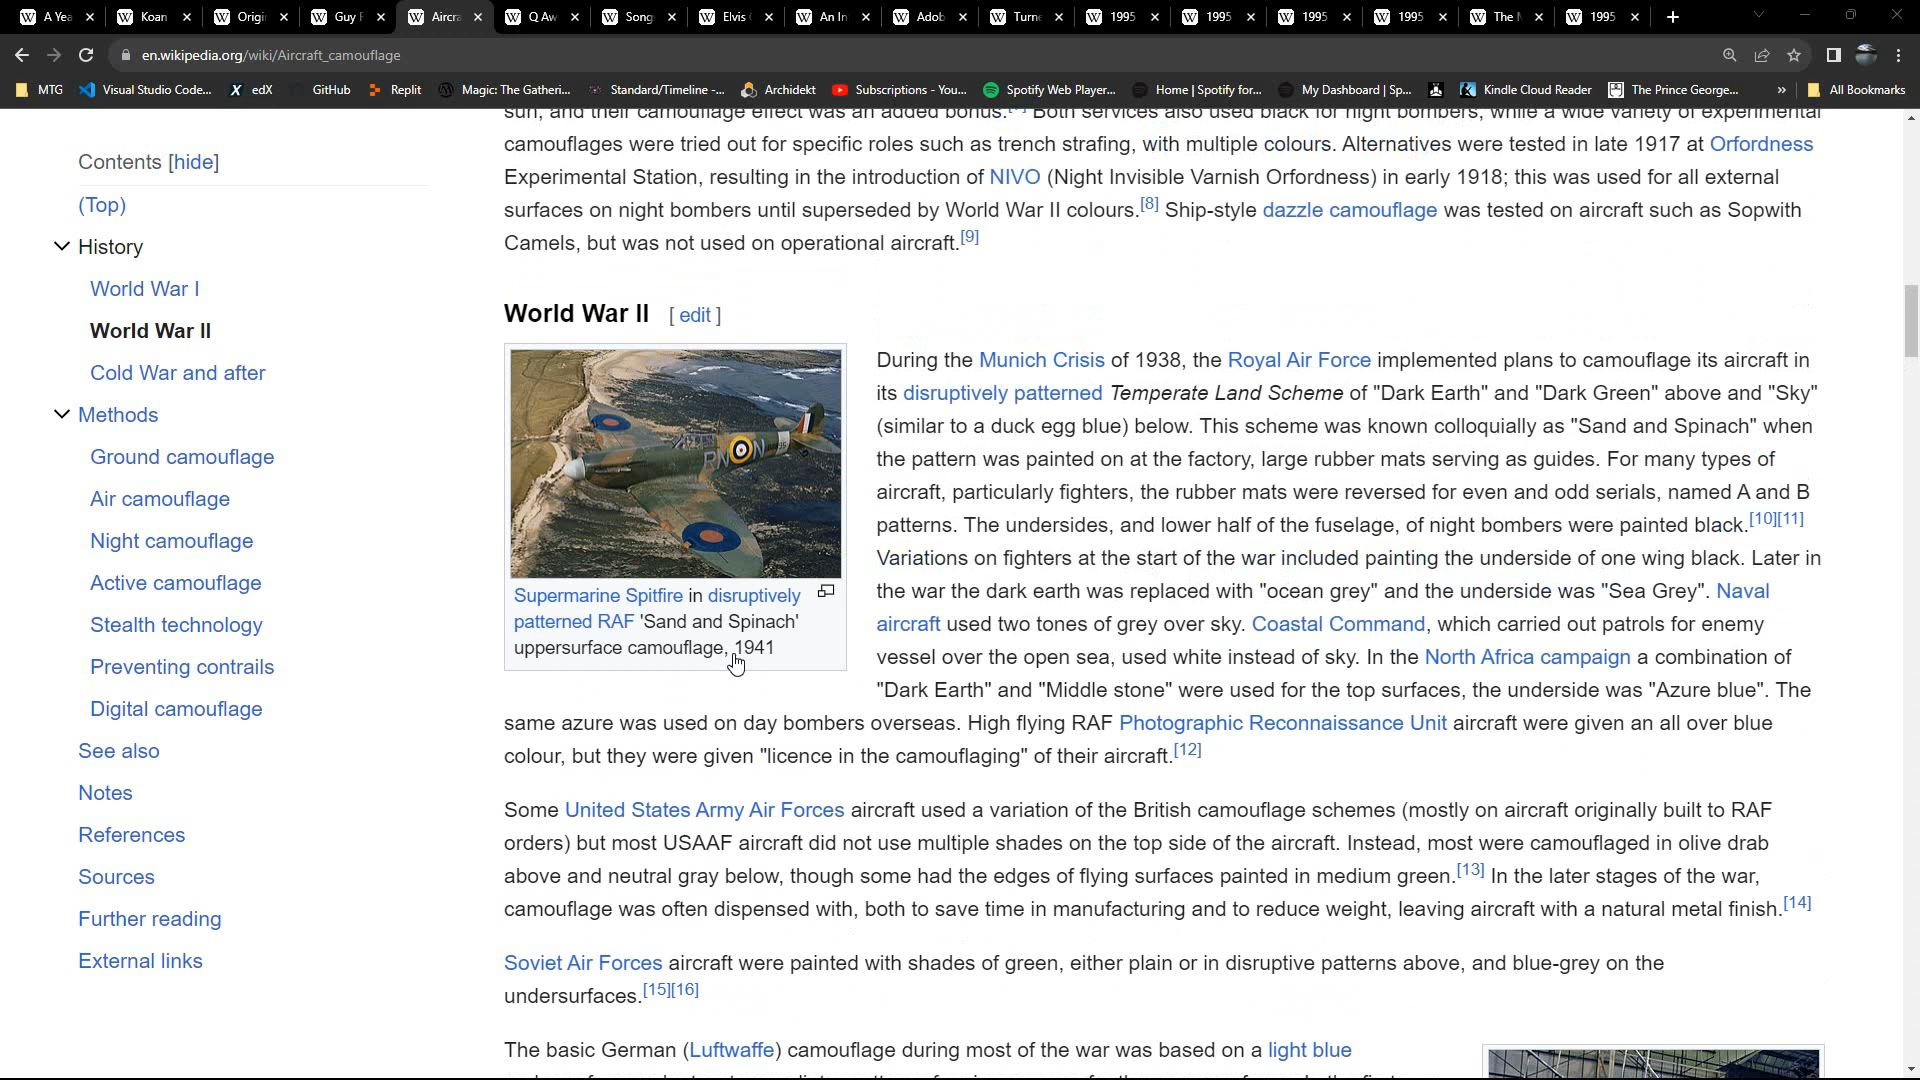 A Yea
Koan
Origi
Guy F
Aircra
Q Aw
Song
Elvis
An In
Adob
Turne
1995
1995
1995
1995
The
1995
en.wikipedia.org/wiki/Aircraft_camouflage
MTG
Visual Studio Code...
edX
GitHub
Replit
Magic: The Gatheri...
Standard/Timeline -...
Archidekt
Subscriptions - You...
Spotify Web Player...
Home | Spotify for...
My Dashboard | Sp...
Kindle Cloud Reader
The Prince George...
»
All Bookmarks
Contents [hide]
(Top)
History
World War I
World War II
Cold War and after
Methods
Ground camouflage
Air camouflage
Night camouflage
Active camouflage
Stealth technology
Preventing contrails
Digital camouflage
See also
Notes
References
Sources
Further reading
External links
sun, and their camouflage effect was an added bonus. Both services also used black for night bombers, while a wide variety of experimental
camouflages were tried out for specific roles such as trench strafing, with multiple colours. Alternatives were tested in late 1917 at Orfordness
Experimental Station, resulting in the introduction of NIVO (Night Invisible Varnish Orfordness) in early 1918; this was used for all external
surfaces on night bombers until superseded by World War II colours.[8] Ship-style dazzle camouflage was tested on aircraft such as Sopwith
Camels, but was not used on operational aircraft.[9]
World War II [ edit ]
RN N
Supermarine Spitfire in disruptively
patterned RAF 'Sand and Spinach'
uppersurface camouflage, 1941
During the Munich Crisis of 1938, the Royal Air Force implemented plans to camouflage its aircraft in
its disruptively patterned Temperate Land Scheme of "Dark Earth" and "Dark Green" above and "Sky"
(similar to a duck egg blue) below. This scheme was known colloquially as "Sand and Spinach" when
the pattern was painted on at the factory, large rubber mats serving as guides. For many types of
aircraft, particularly fighters, the rubber mats were reversed for even and odd serials, named A and B
patterns. The undersides, and lower half of the fuselage, of night bombers were painted black.[10][11]
Variations on fighters at the start of the war included painting the underside of one wing black. Later in
the war the dark earth was replaced with "ocean grey" and the underside was "Sea Grey". Naval
aircraft used two tones of grey over sky. Coastal Command, which carried out patrols for enemy
vessel over the open sea, used white instead of sky. In the North Africa campaign a combination of
"Dark Earth" and "Middle stone" were used for the top surfaces, the underside was "Azure blue". The
same azure was used on day bombers overseas. High flying RAF Photographic Reconnaissance Unit aircraft were given an all over blue
colour, but they were given "licence in the camouflaging" of their aircraft.[12]
Some United States Army Air Forces aircraft used a variation of the British camouflage schemes (mostly on aircraft originally built to RAF
orders) but most USAAF aircraft did not use multiple shades on the top side of the aircraft. Instead, most were camouflaged in olive drab
above and neutral gray below, though some had the edges of flying surfaces painted in medium green.[13] In the later stages of the war,
camouflage was often dispensed with, both to save time in manufacturing and to reduce weight, leaving aircraft with a natural metal finish.[14]
Soviet Air Forces aircraft were painted with shades of green, either plain or in disruptive patterns above, and blue-grey on the
undersurfaces.[15][16]
The basic German (Luftwaffe) camouflage during most of the war was based on a light blue